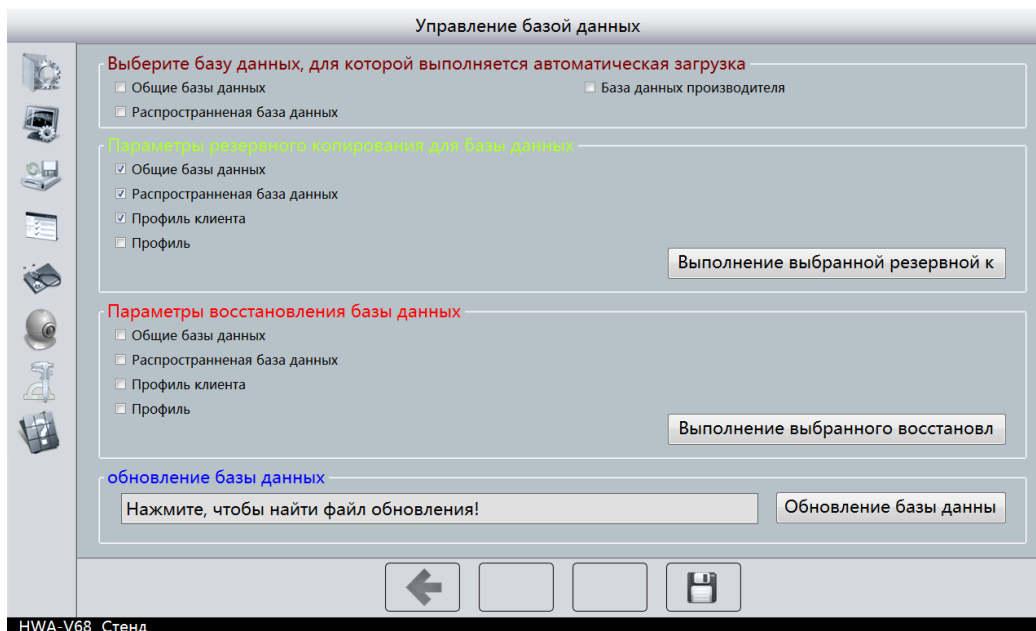 Управление базой данных
Выберите базу данных, для которой выполняется автоматическая загрузка
Общие базы данных База данных производителя
Распространненая база данных
Параметры резервного копирования для базы данных
Общие базы данных
Распространненая база данных
Профиль клиента
Профиль
Выполнение выбранной резервной к
Параметры восстановления базы данных
Общие базы данных
Распространненая база данных
Профиль клиента
Профиль
Выполнение выбранного восстановл
обновление базы данных
Нажмите, чтобы найти файл обновления! Обновление базы данны
HWA-V68 Стенд